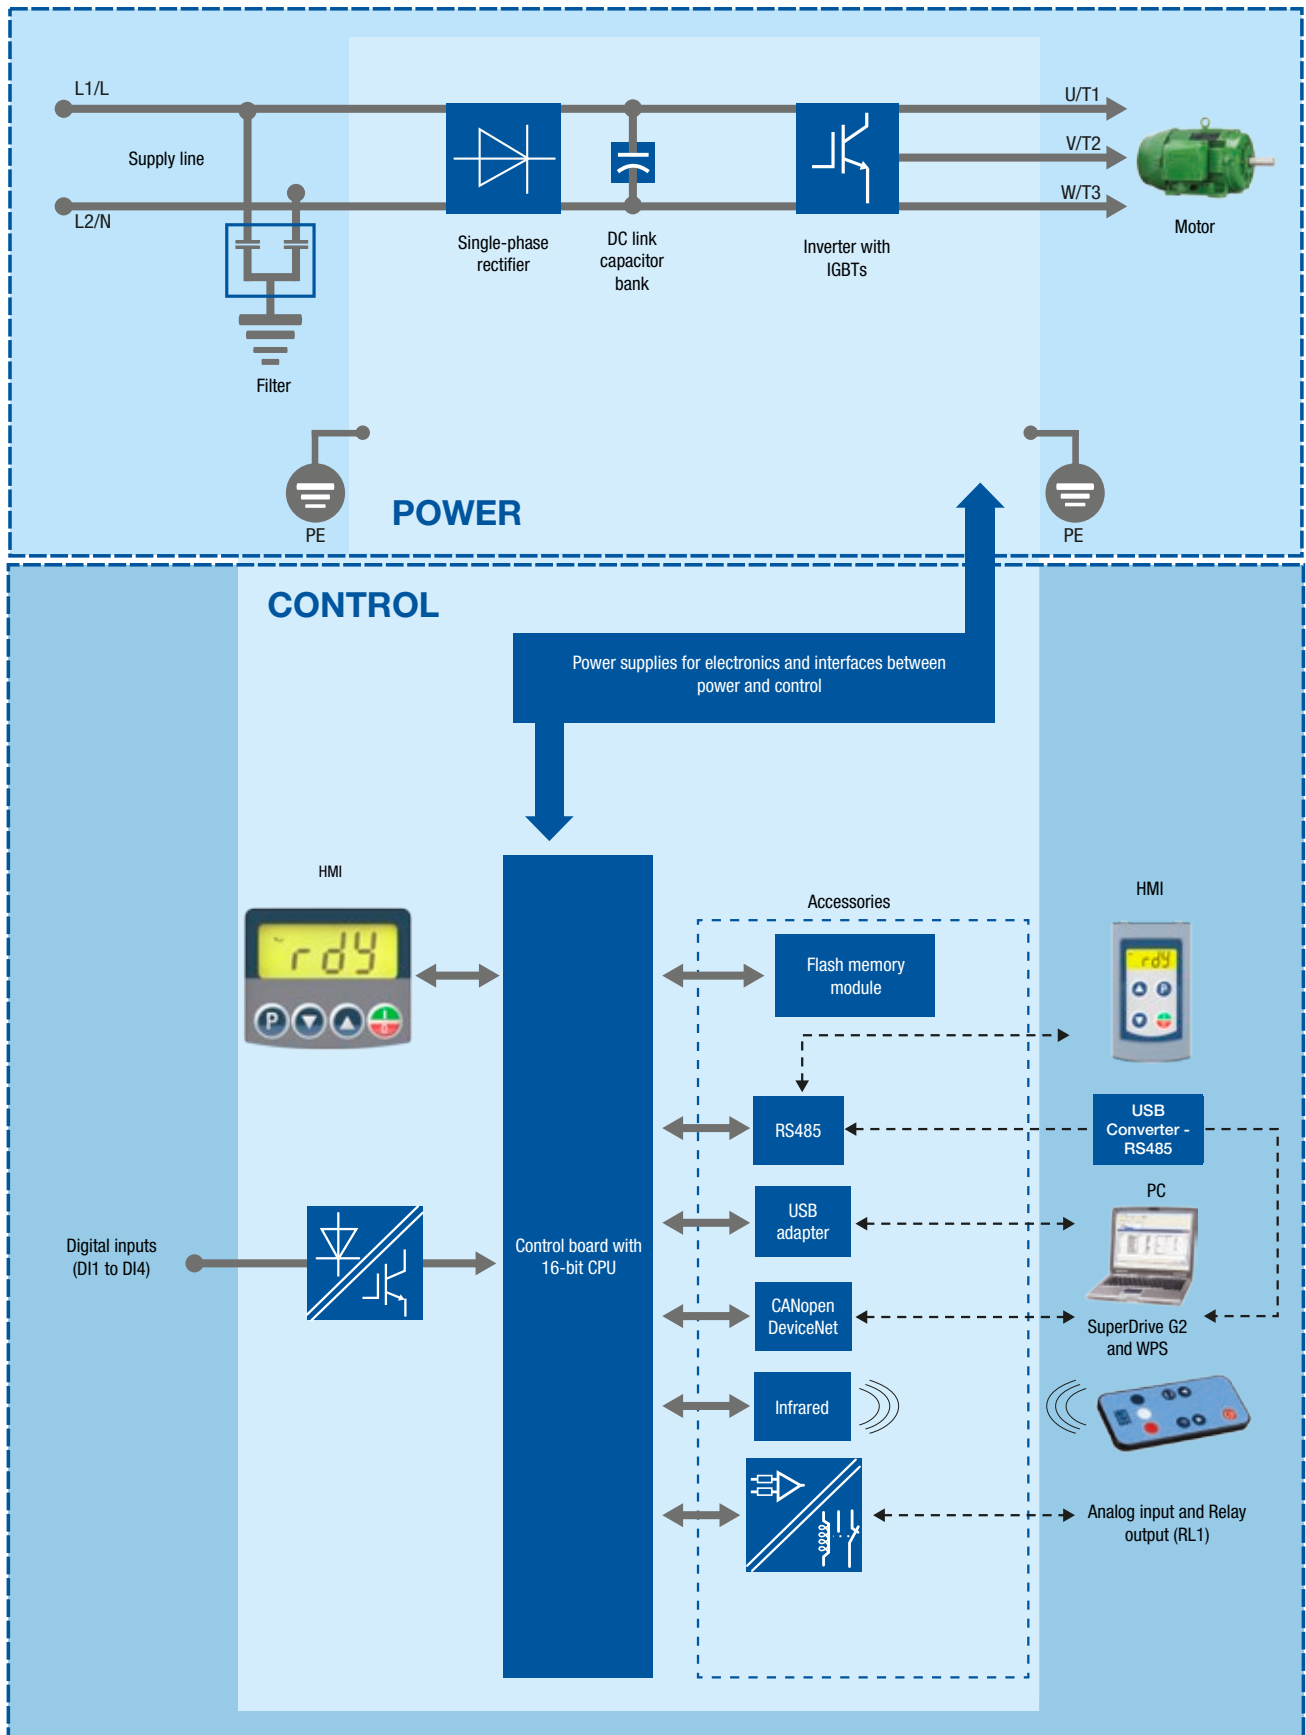 L1/L
Supply line
L2/N
Filter
Single-phase
rectifier
DC link
capacitor
bank
Inverter with
IGBTs
U/T1
V/T2
W/T3
Motor
PE
POWER
PE
CONTROL
Power supplies for electronics and interfaces between
power and control
HMI
rdy
P
Digital inputs
(DI1 to DI4)
Control board with
16-bit CPU
Accessories
Flash memory
module
RS485
USB
adapter
CANopen
DeviceNet
Infrared
HMI
rdy
P
USB
Converter -
RS485
PC
SuperDrive G2
and WPS
Analog input and Relay
output (RL1)